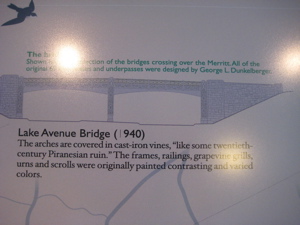 The
Shown ction of the bridges crossing over the Merritt. All of the
original and underpasses were designed by George L. Dunkelberger.
Lake Avenue Bridge (1940)
The arches are covered in cast-iron vines, "like some twentieth-
century Piranesian ruin." The frames, railings, grapevine grills,
urns and scrolls were originally painted contrasting and varied
colors.